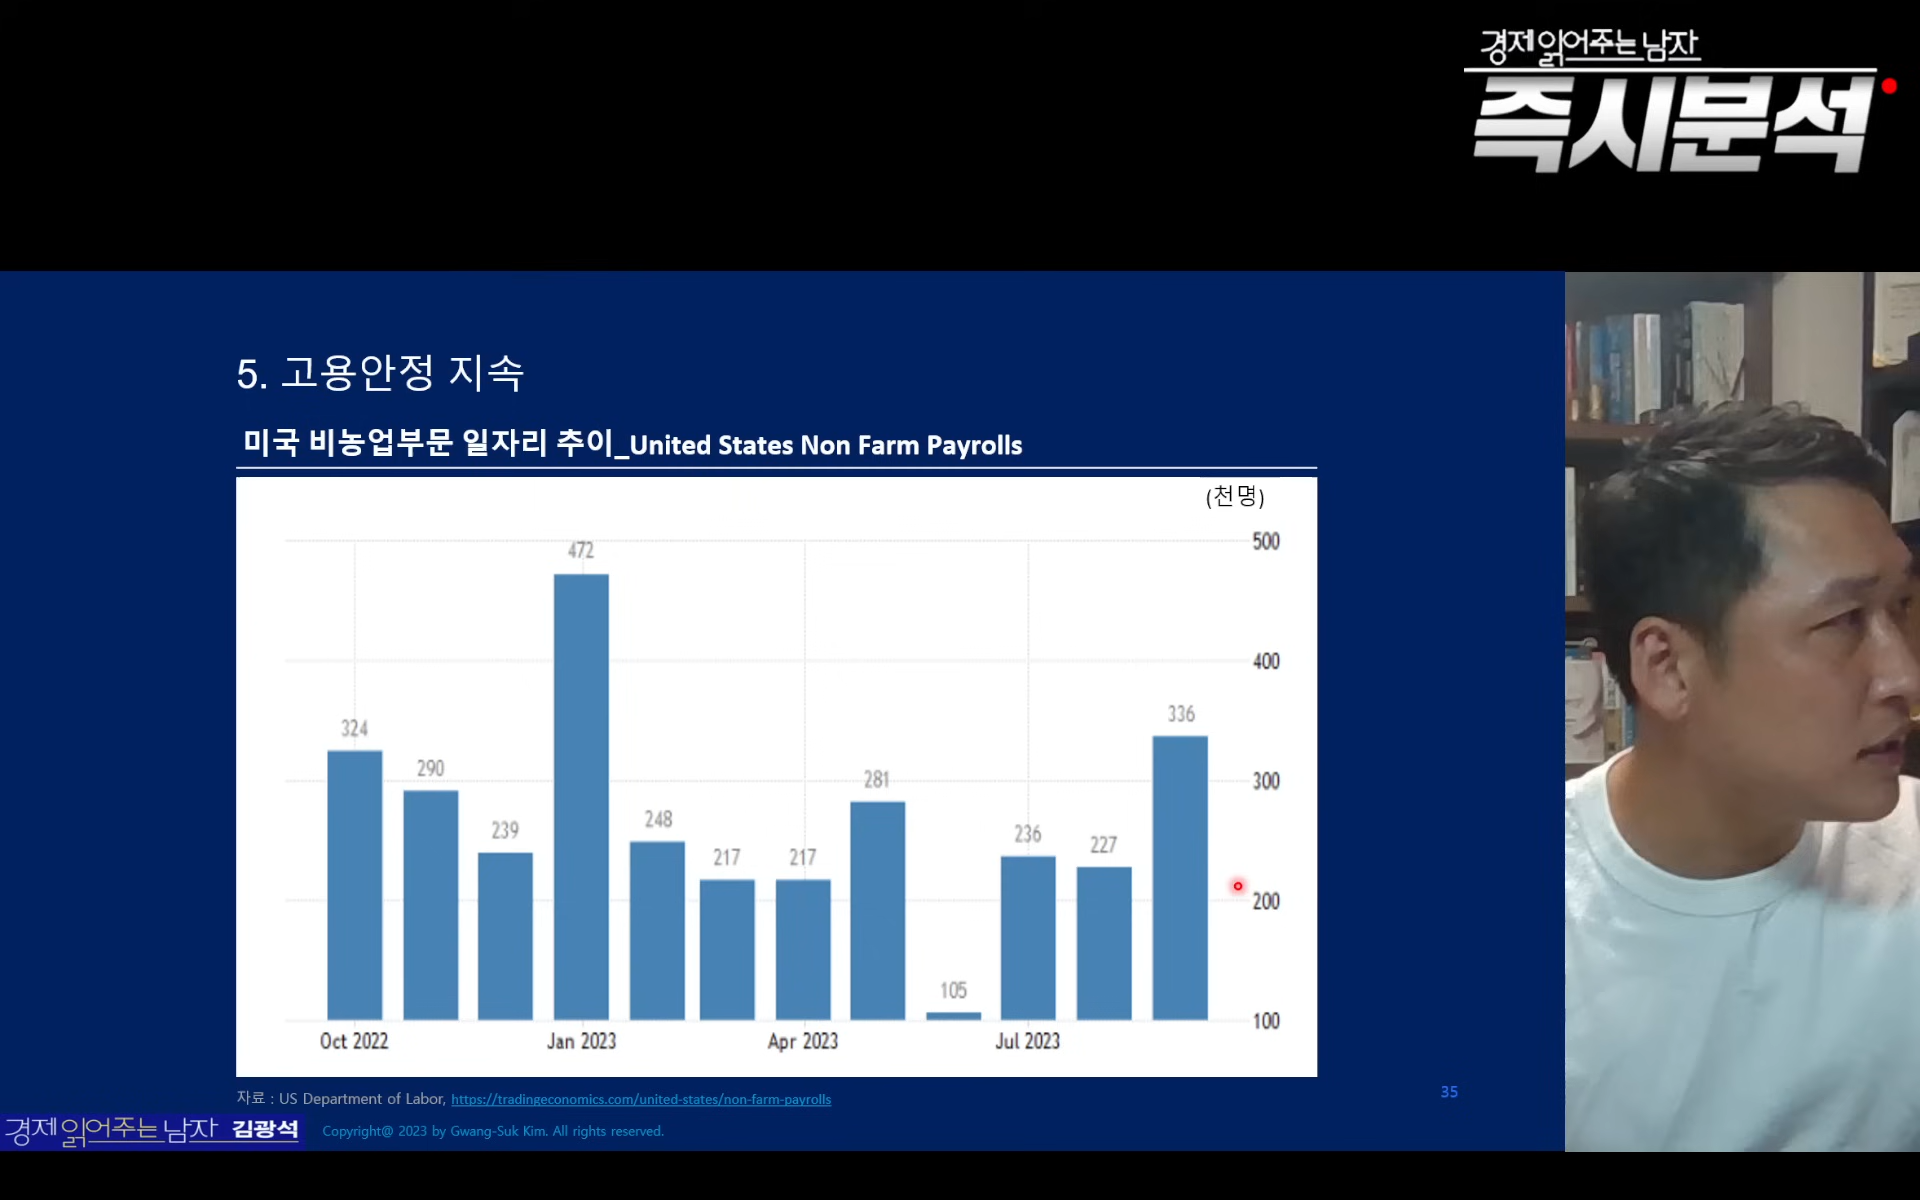 경제읽어주는남자
즉시분석
5. 고용안정 지속
미국 비농업부문 일자리 추이_United States Non Farm Payrolls
(천명)
500
400
300
200
100
324
290
239
472
248
217
217
281
105
236
227
336
Oct 2022
Jan 2023
Apr 2023
Jul 2023
자료 : US Department of Labor, https://tradingeconomics.com/united-states/non-farm-payrolls
35
경제읽어주는남자 김광석
Copyright@ 2023 by Gwang-Suk Kim. All rights reserved.